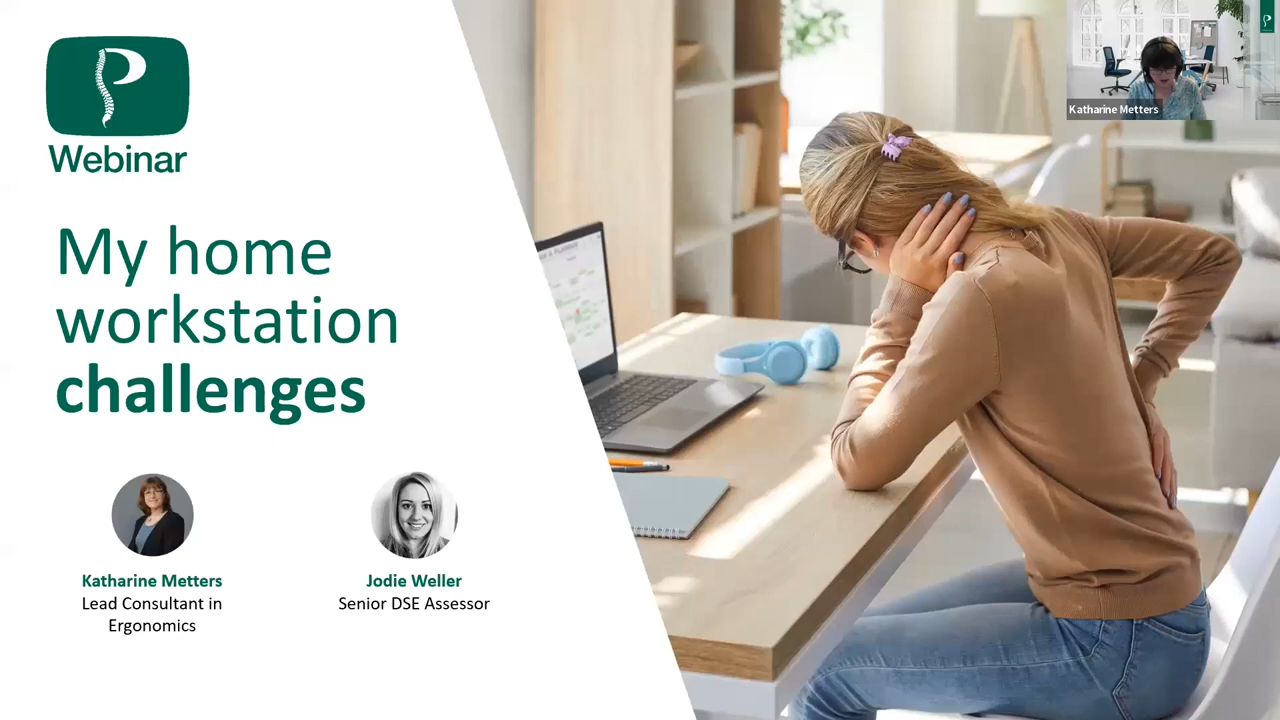 P
Webinar
My home
workstation
challenges
Katharine Metters
Lead Consultant in
Ergonomics
Jodie Weller
Senior DSE Assessor
Katharine Metters